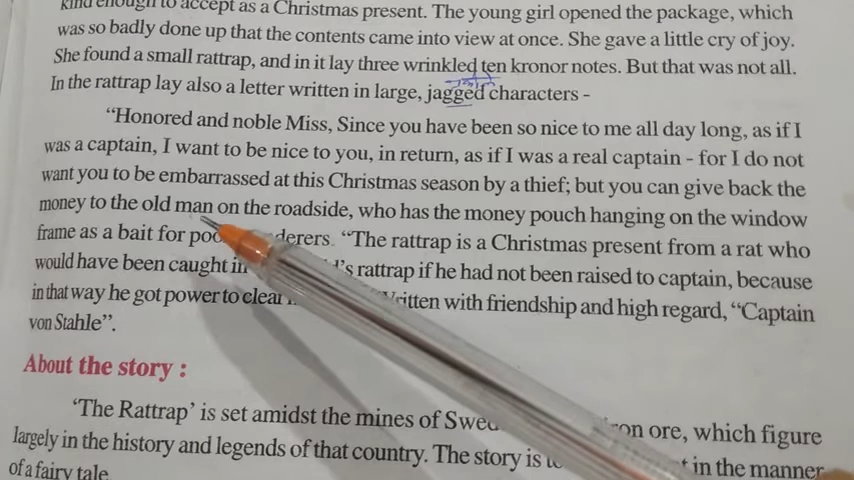 kind enough to accept as a Christmas present. The young girl opened the package, which
was so badly done up that the contents came into view at once. She gave a little cry of joy.
She found a small rattrap, and in it lay three wrinkled ten kronor notes. But that was not all.
In the rattrap lay also a letter written in large, jagged characters -
"Honored and noble Miss, Since you have been so nice to me all day long, as if I
was a captain, I want to be nice to you, in return, as if I was a real captain - for I do not
want you to be embarrassed at this Christmas season by a thief; but you can give back the
money to the old man on the roadside, who has the money pouch hanging on the window
frame as a bait for "The rattrap is a Christmas present from a rat who
would have been caught in rattrap if he had not been raised to captain, because
in that way he got power to clear with friendship and high regard, "Captain
von Stahle".
About the story :
'The Rattrap' is set amidst the mines of ore, which figure
largely in the history and legends of that country. The story is in the manner
of a fairy tale.